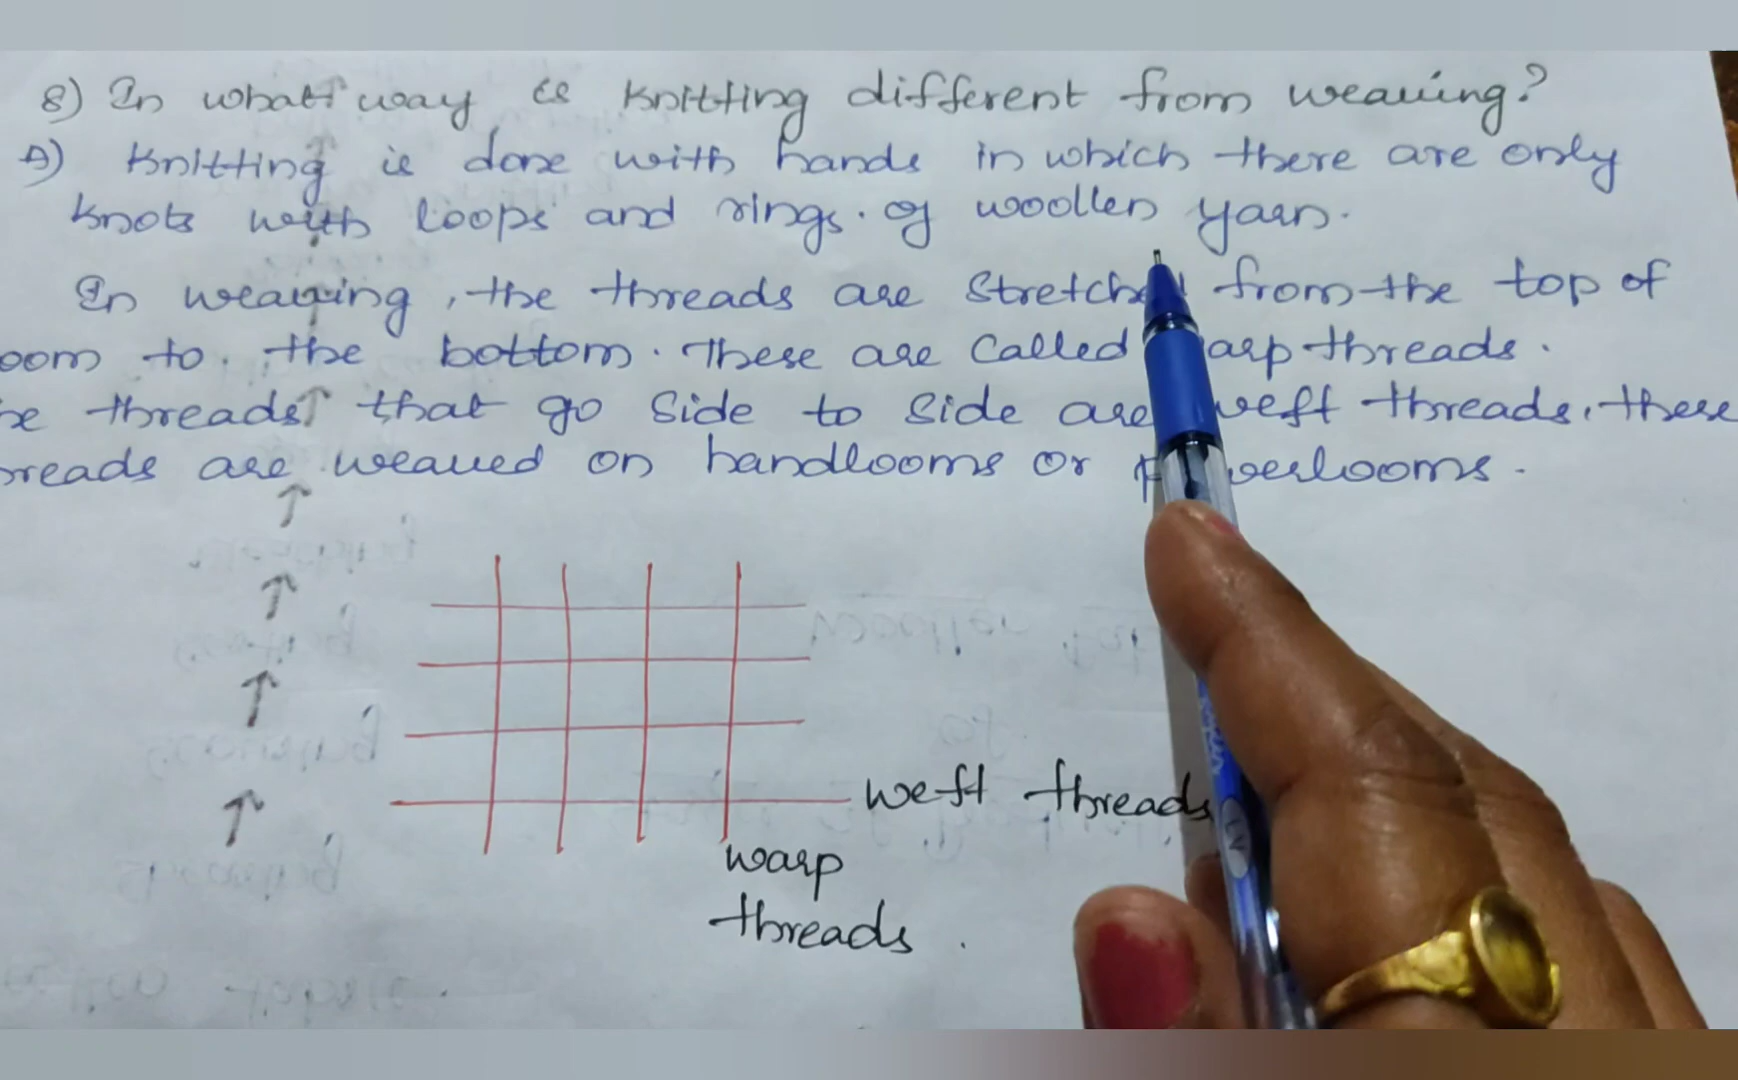 8) In what way is knitting different from weaving?
A) Knitting is done with hands in which there are only
knots with loops and rings. of woollen yarn.
In weaving, the threads are stretched from the top of
oom to. the bottom. These are called arp threads.
he threads that go side to side are weft threads. these
reads are weaved on handlooms or p werlooms.
weft threads
warp
threads.